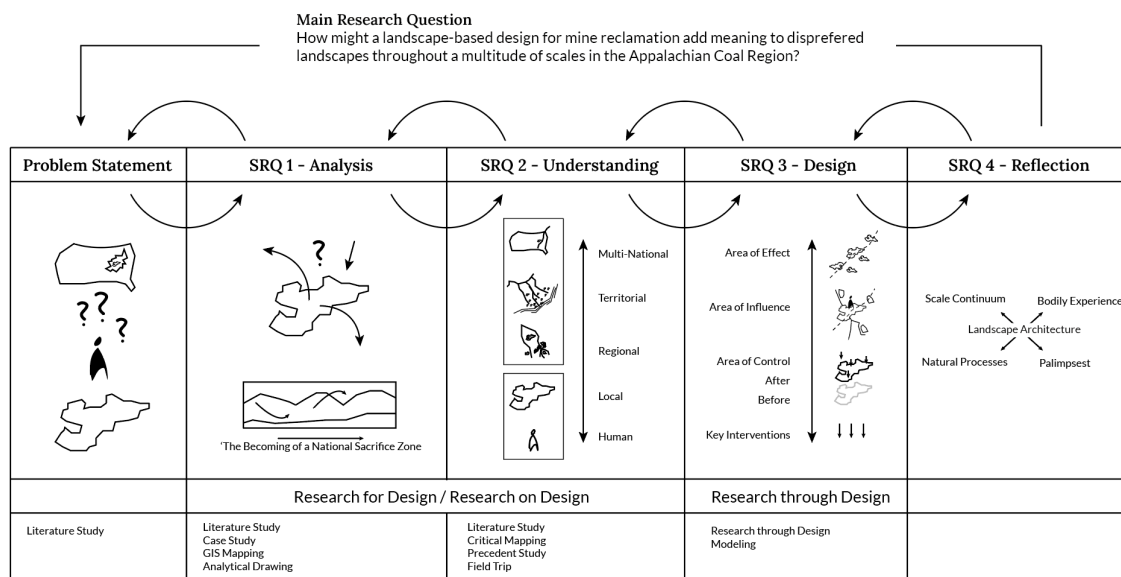 Main Research Question
How might a landscape-based design for mine reclamation add meaning to disprefered
landscapes throughout a multitude of scales in the Appalachian Coal Region?
Problem Statement
SRQ 1 - Analysis
SRQ 2 - Understanding
SRQ 3 - Design
SRQ 4 - Reflection
?
? ? ?
'The Becoming of a National Sacrifice Zone
Multi-National
Territorial
Regional
Local
Human
Area of Effect
Area of Influence
Area of Control
After
Before
Key Interventions
Scale Continuum
Bodily Experience
Landscape Architecture
Natural Processes
Palimpsest
Research for Design / Research on Design
Research through Design
Literature Study
Literature Study
Case Study
GIS Mapping
Analytical Drawing
Literature Study
Critical Mapping
Precedent Study
Field Trip
Research through Design
Modeling